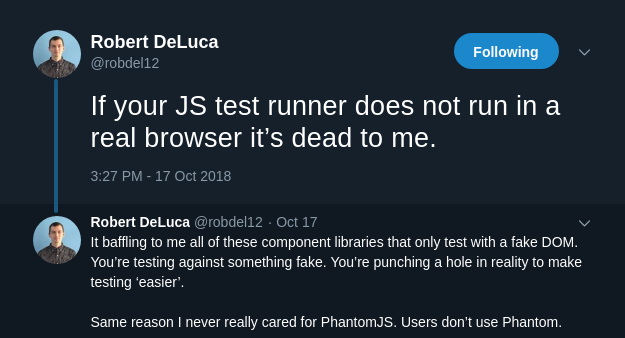 Robert DeLuca
@robdel12
Following
If your JS test runner does not run in a
real browser it’s dead to me.
3:27 PM - 17 Oct 2018
Robert DeLuca @robdel12 · Oct 17
It baffling to me all of these component libraries that only test with a fake DOM.
You’re testing against something fake. You’re punching a hole in reality to make
testing ‘easier’.
Same reason I never really cared for PhantomJS. Users don’t use Phantom.